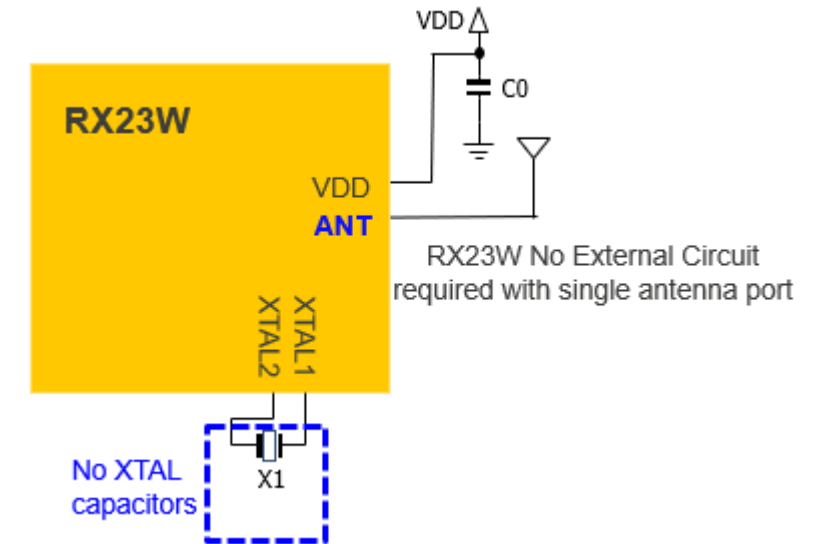 VDD
C0
RX23W
VDD
ANT
RX23W No External Circuit
required with single antenna port
XTAL2
XTAL1
No XTAL
capacitors
X1